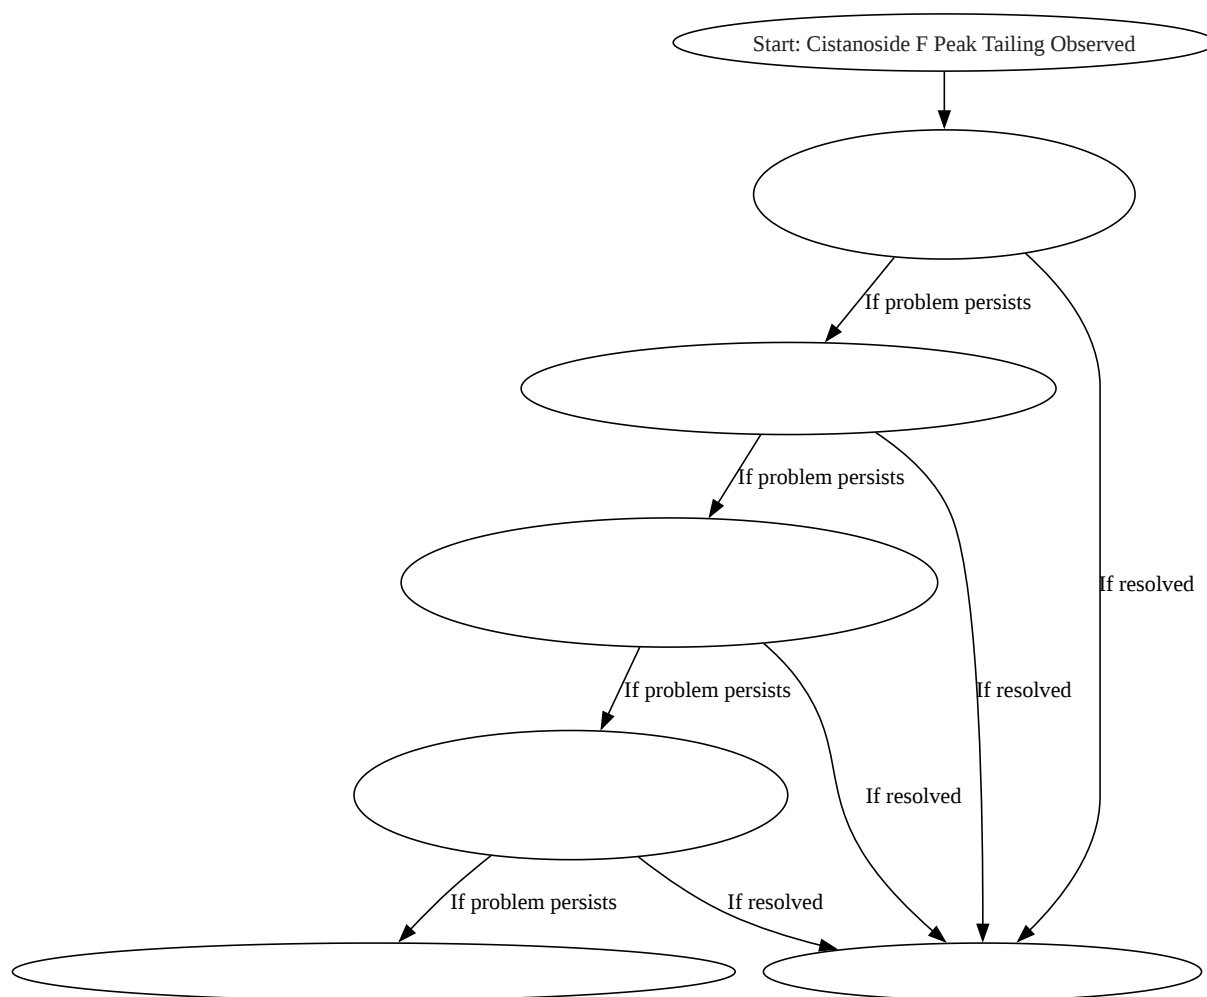 Start: Cistanoside F Peak Tailing Observed
If problem persists
If problem persists
If resolved
If problem persists
If resolved
If resolved
If problem persists
If resolved